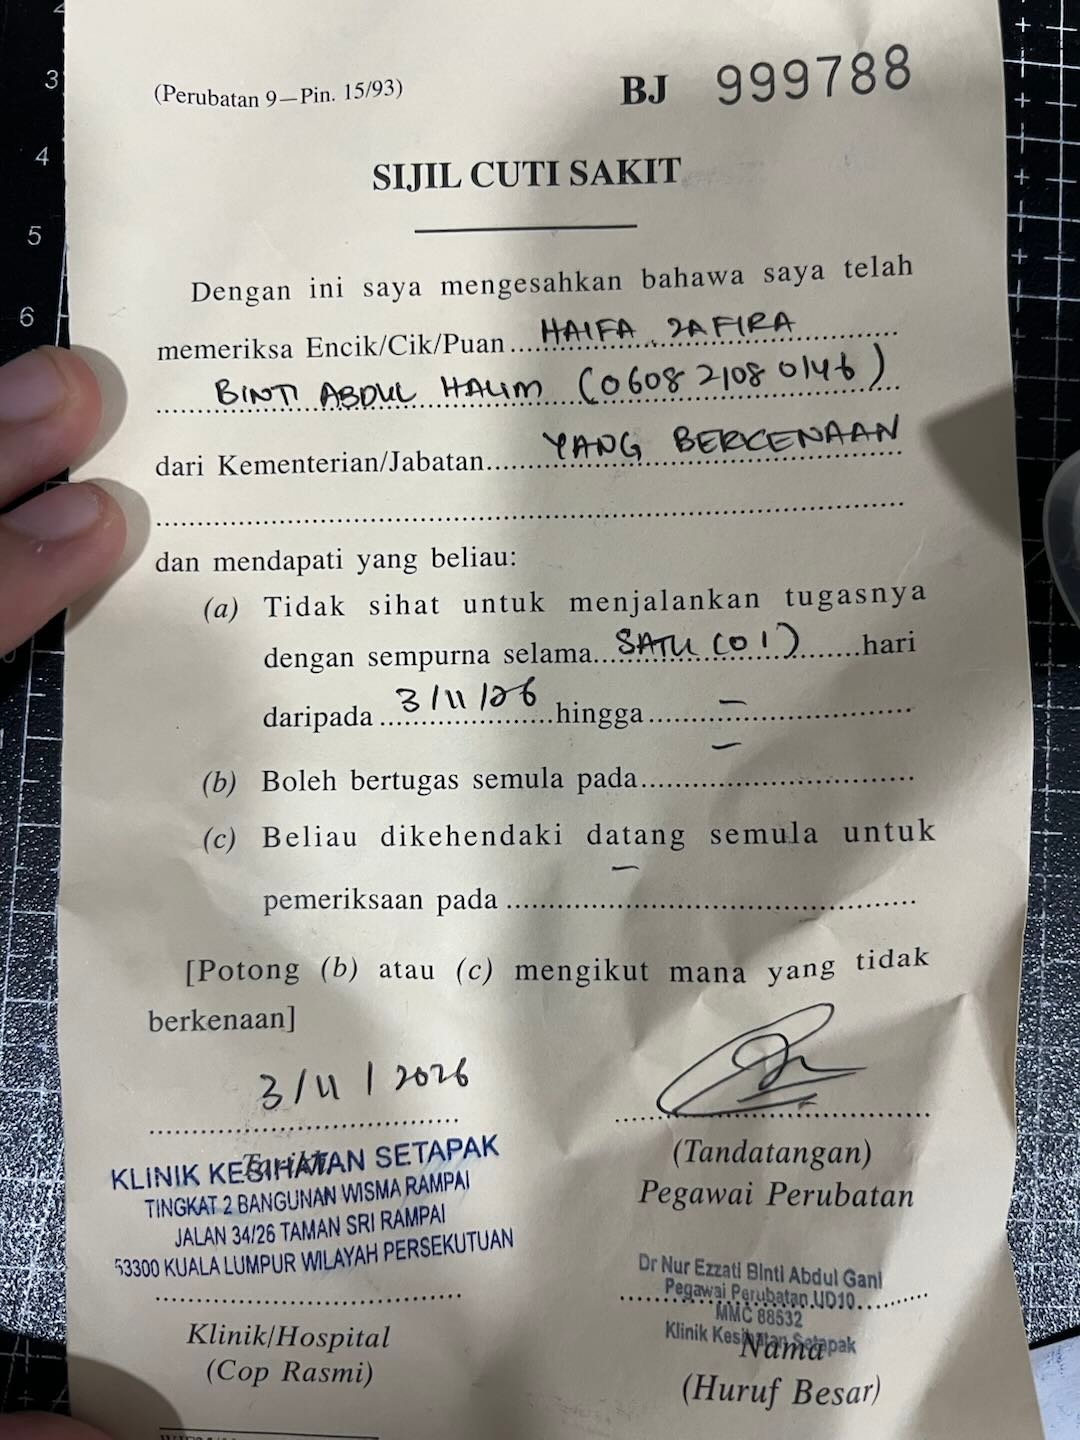 3
4
5
6
(Perubatan 9—Pin. 15/93)
BJ 999788
SIJIL CUTI SAKIT
Dengan ini saya mengesahkan bahawa saya telah
memeriksa Encik/Cik/Puan HAIFA ZAFIRA
BINTI ABDUL HALIM (060821080146)
dari Kementerian/Jabatan YANG BERKENAAN
dan mendapati yang beliau:
(a) Tidak sihat untuk menjalankan tugasnya
dengan sempurna selama SATU (01) hari
daripada 3/11/26 hingga –
(b) Boleh bertugas semula pada –
(c) Beliau dikehendaki datang semula untuk
pemeriksaan pada –
[Potong (b) atau (c) mengikut mana yang tidak
berkenaan]
3/11/2026
Tarikh
KLINIK KESIHATAN SETAPAK
TINGKAT 2 BANGUNAN WISMA RAMPAI
JALAN 34/26 TAMAN SRI RAMPAI
53300 KUALA LUMPUR WILAYAH PERSEKUTUAN
Klinik/Hospital
(Cop Rasmi)
(Tandatangan)
Pegawai Perubatan
Dr Nur Ezzati Binti Abdul Gani
Pegawai Perubatan UD10
MMC 88532
Klinik Kesihatan Setapak
Nama
(Huruf Besar)